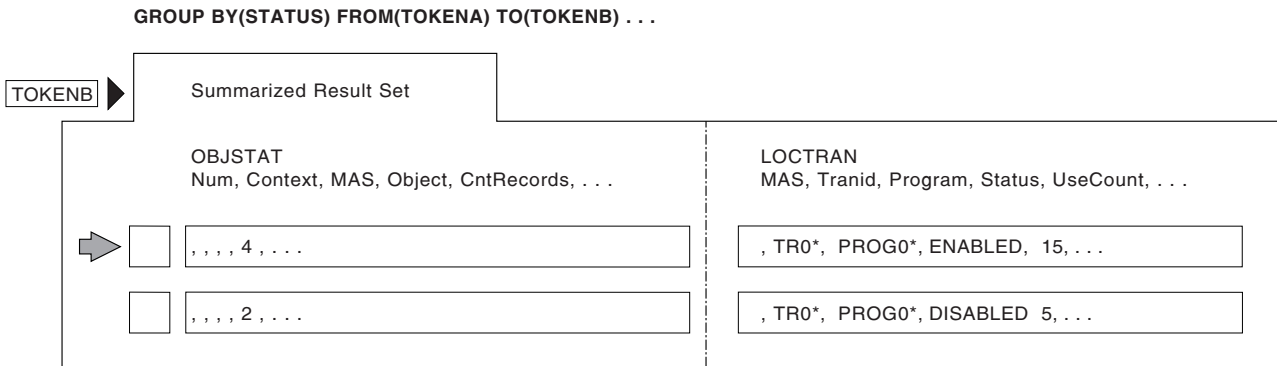 GROUP BY(STATUS) FROM(TOKENA) TO(TOKENB) . . .
TOKENB
Summarized Result Set
OBJSTAT
Num, Context, MAS, Object, CntRecords, . . .
LOCTRAN
MAS, Tranid, Program, Status, UseCount, . . .
, , , , 4 , . . .
, TR0*, PROG0*, ENABLED, 15, . . .
, , , , 2 , . . .
, TR0*, PROG0*, DISABLED 5, . . .